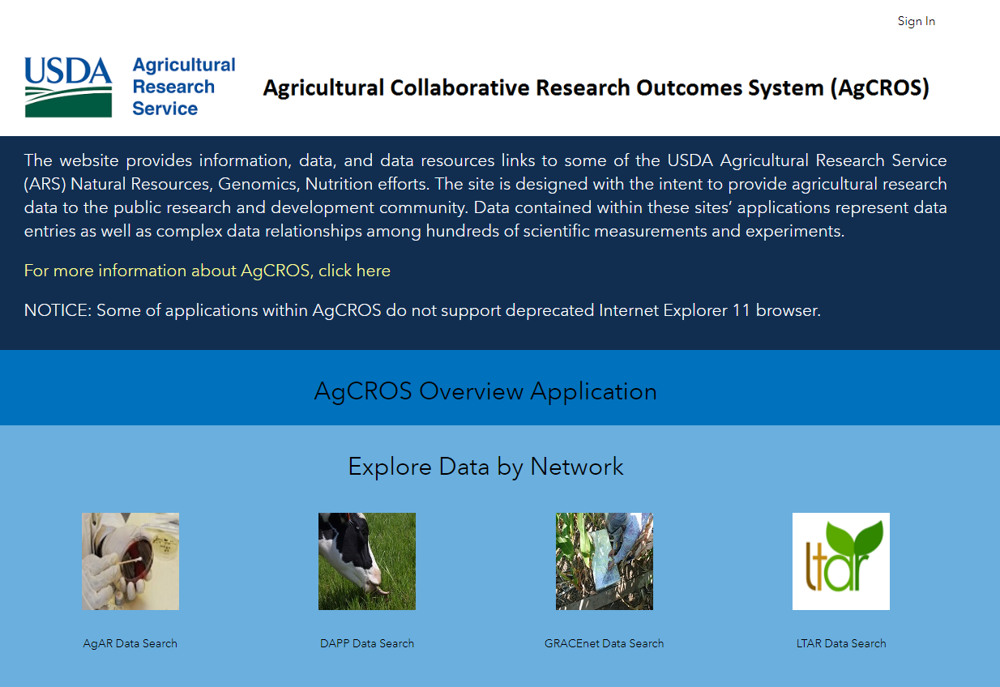 Sign In
USDA
Agricultural
Research
Service
Agricultural Collaborative Research Outcomes System (AgCROS)
The website provides information, data, and data resources links to some of the USDA Agricultural Research Service
(ARS) Natural Resources, Genomics, Nutrition efforts. The site is designed with the intent to provide agricultural research
data to the public research and development community. Data contained within these sites’ applications represent data
entries as well as complex data relationships among hundreds of scientific measurements and experiments.
For more information about AgCROS, click here
NOTICE: Some of applications within AgCROS do not support deprecated Internet Explorer 11 browser.
AgCROS Overview Application
Explore Data by Network
ltar
AgAR Data Search
DAPP Data Search
GRACEnet Data Search
LTAR Data Search